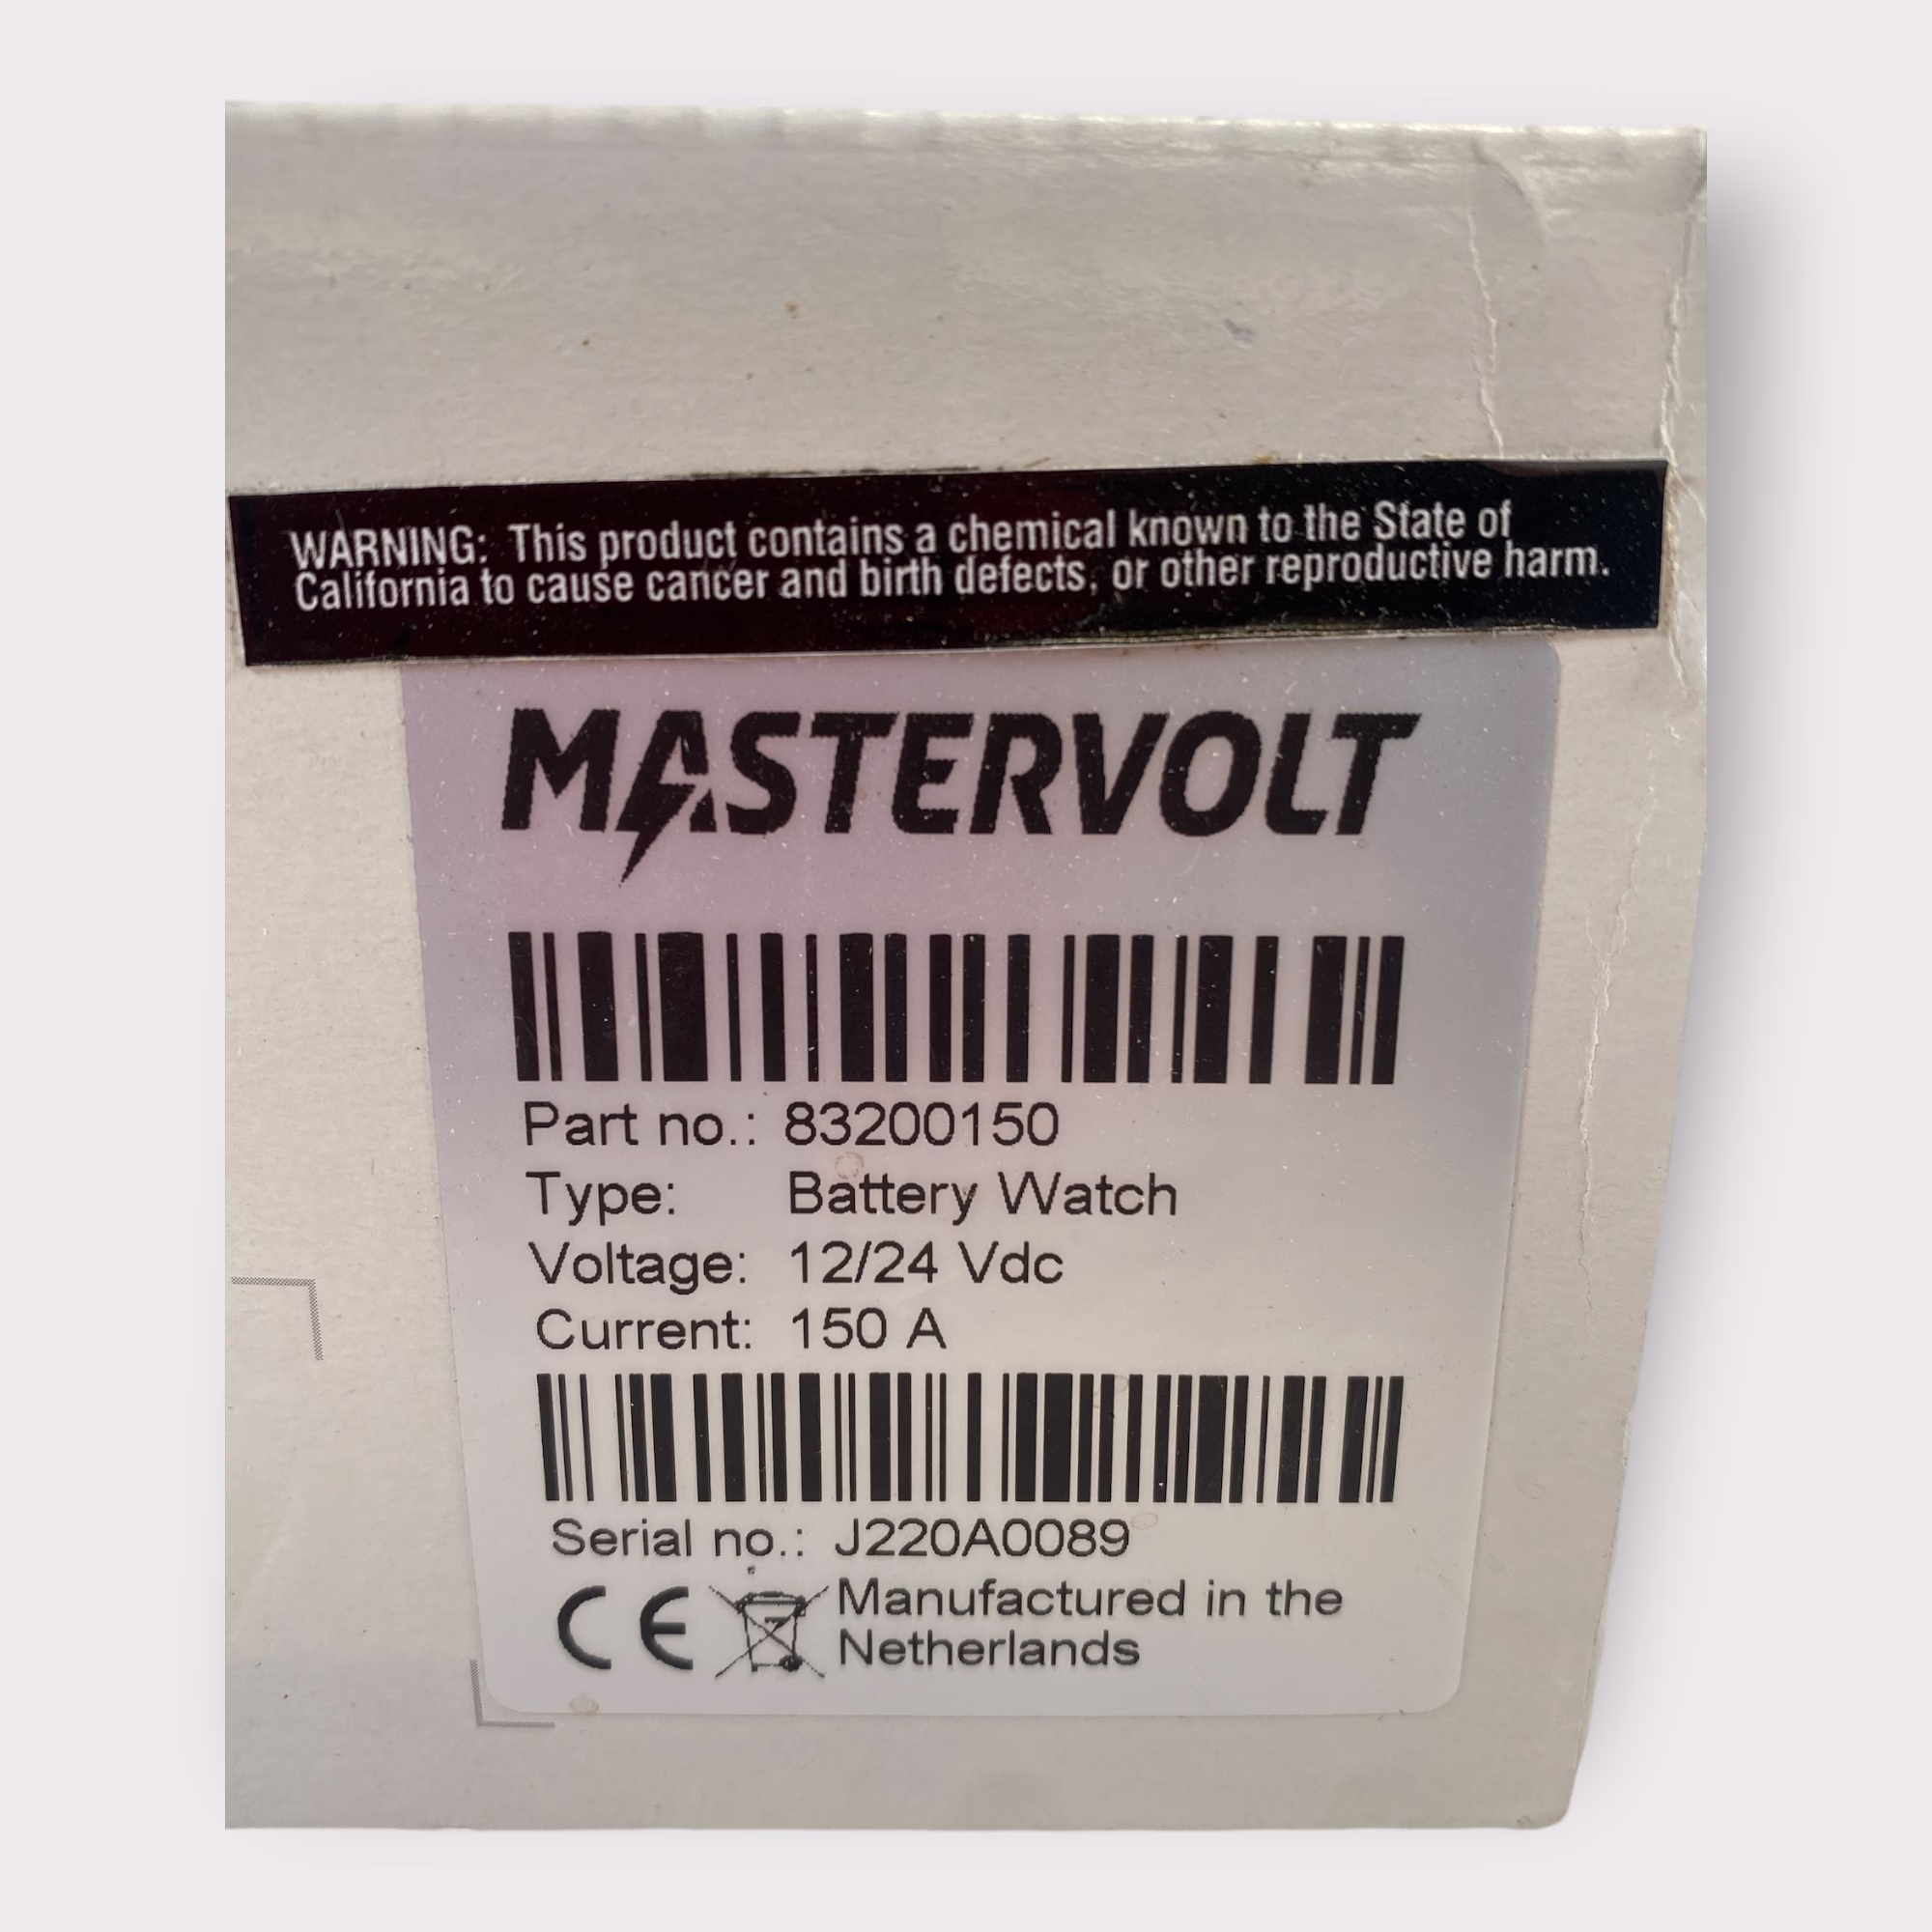 WARNING: This product contains a chemical known to the State of
California to cause cancer and birth defects, or other reproductive harm.
MASTERVOLT
Part no.: 83200150
Type: Battery Watch
Voltage: 12/24 Vdc
Current: 150 A
Serial no.: J220A0089
CE Manufactured in the
Netherlands